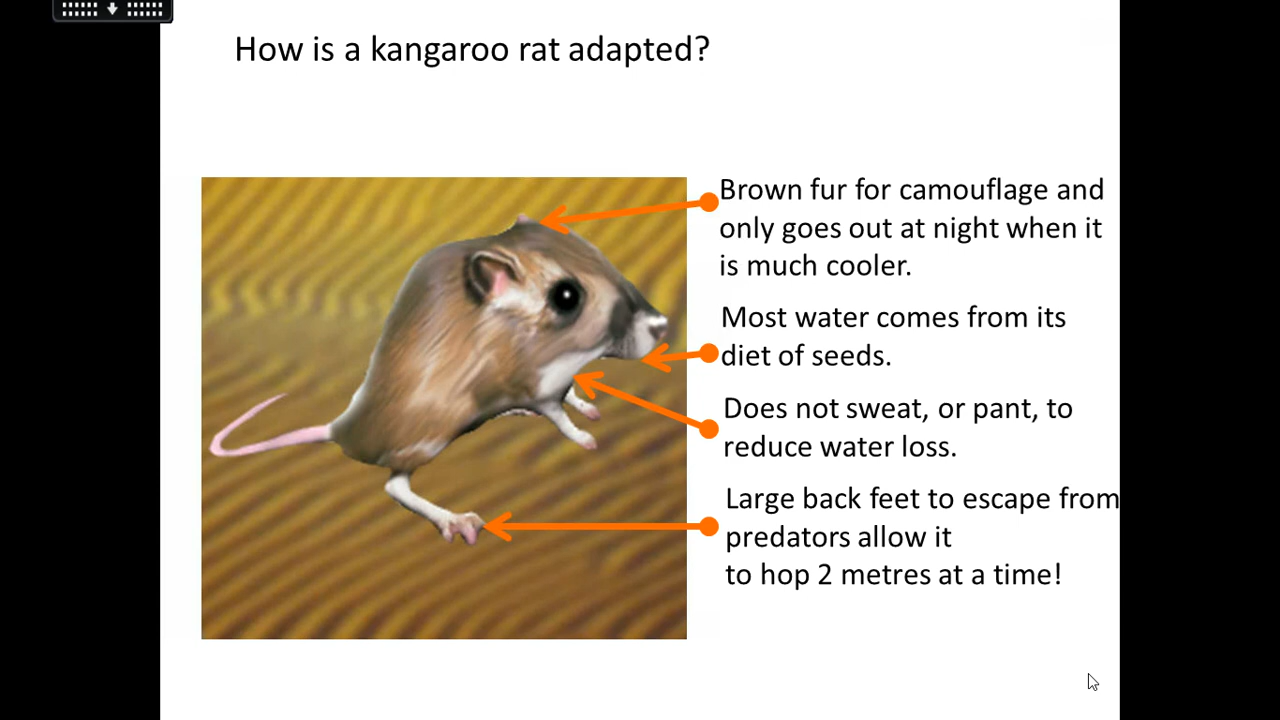 How is a kangaroo rat adapted?
Brown fur for camouflage and
only goes out at night when it
is much cooler.
Most water comes from its
diet of seeds.
Does not sweat, or pant, to
reduce water loss.
Large back feet to escape from
predators allow it
to hop 2 metres at a time!